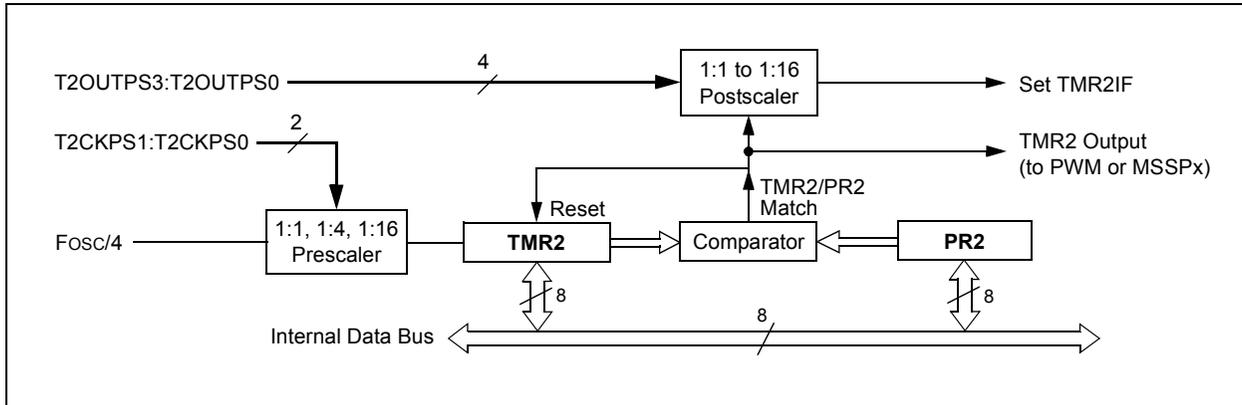 4
T2OUTPS3:T2OUTPS0
1:1 to 1:16
Postscaler
Set TMR2IF
2
T2CKPS1:T2CKPS0
TMR2 Output
(to PWM or MSSPx)
TMR2/PR2
Match
Reset
FOSC/4
1:1, 1:4, 1:16
Prescaler
TMR2
Comparator
PR2
8
8
8
Internal Data Bus